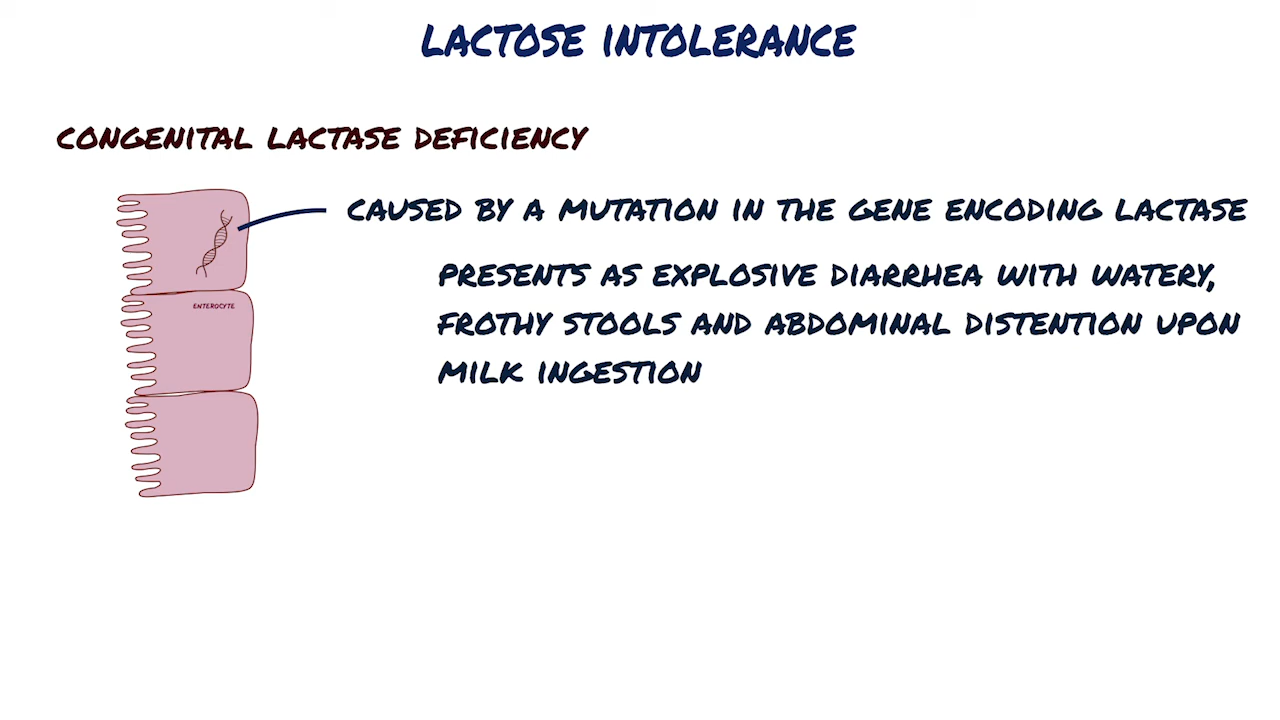 LACTOSE INTOLERANCE
CONGENITAL LACTASE DEFICIENCY
CAUSED BY A MUTATION IN THE GENE ENCODING LACTASE
PRESENTS AS EXPLOSIVE DIARRHEA WITH WATERY,
ENTEROCYTE
FROTHY STOOLS AND ABDOMINAL DISTENTION UPON
MILK INGESTION